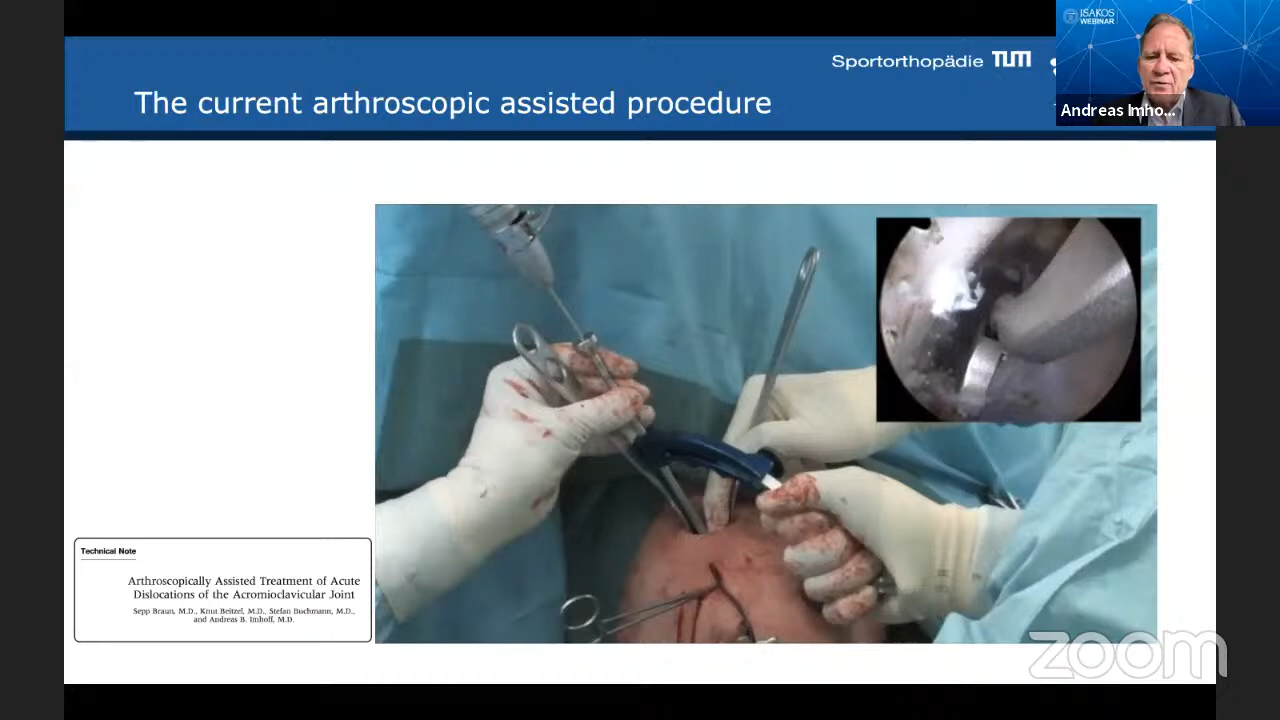 ISAKOS
WEBINAR
Sportorthopädie TUM
The current arthroscopic assisted procedure
Andreas Imho...
Technical Note
Arthroscopically Assisted Treatment of Acute
Dislocations of the Acromioclavicular Joint
Sepp Braun, M.D., Knut Beitzel, M.D., Stefan Buchmann, M.D.,
and Andreas B. Imhoff, M.D.
zoom